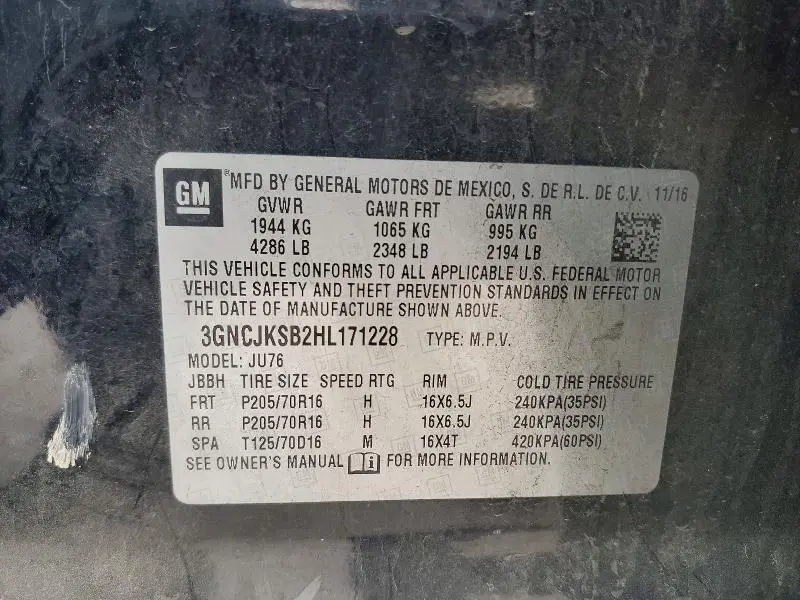 GM ®MFD BY GENERAL MOTORS DE MEXICO, S. DE R.L. DE C.V. 11/16
GVWR GAWR FRT GAWR RR
1944 KG 1065 KG 995 KG
4286 LB 2348 LB 2194 LB
THIS VEHICLE CONFORMS TO ALL APPLICABLE U.S. FEDERAL MOTOR
VEHICLE SAFETY AND THEFT PREVENTION STANDARDS IN EFFECT ON
THE DATE OF MANUFACTURE SHOWN ABOVE.
3GNCJKSB2HL171228 TYPE: M.P.V.
MODEL: JU76
JBBH TIRE SIZE SPEED RTG RIM COLD TIRE PRESSURE
FRT P205/70R16 H 16X6.5J 240KPA(35PSI)
RR P205/70R16 H 16X6.5J 240KPA(35PSI)
SPA T125/70D16 M 16X4T 420KPA(60PSI)
SEE OWNER'S MANUAL i FOR MORE INFORMATION.